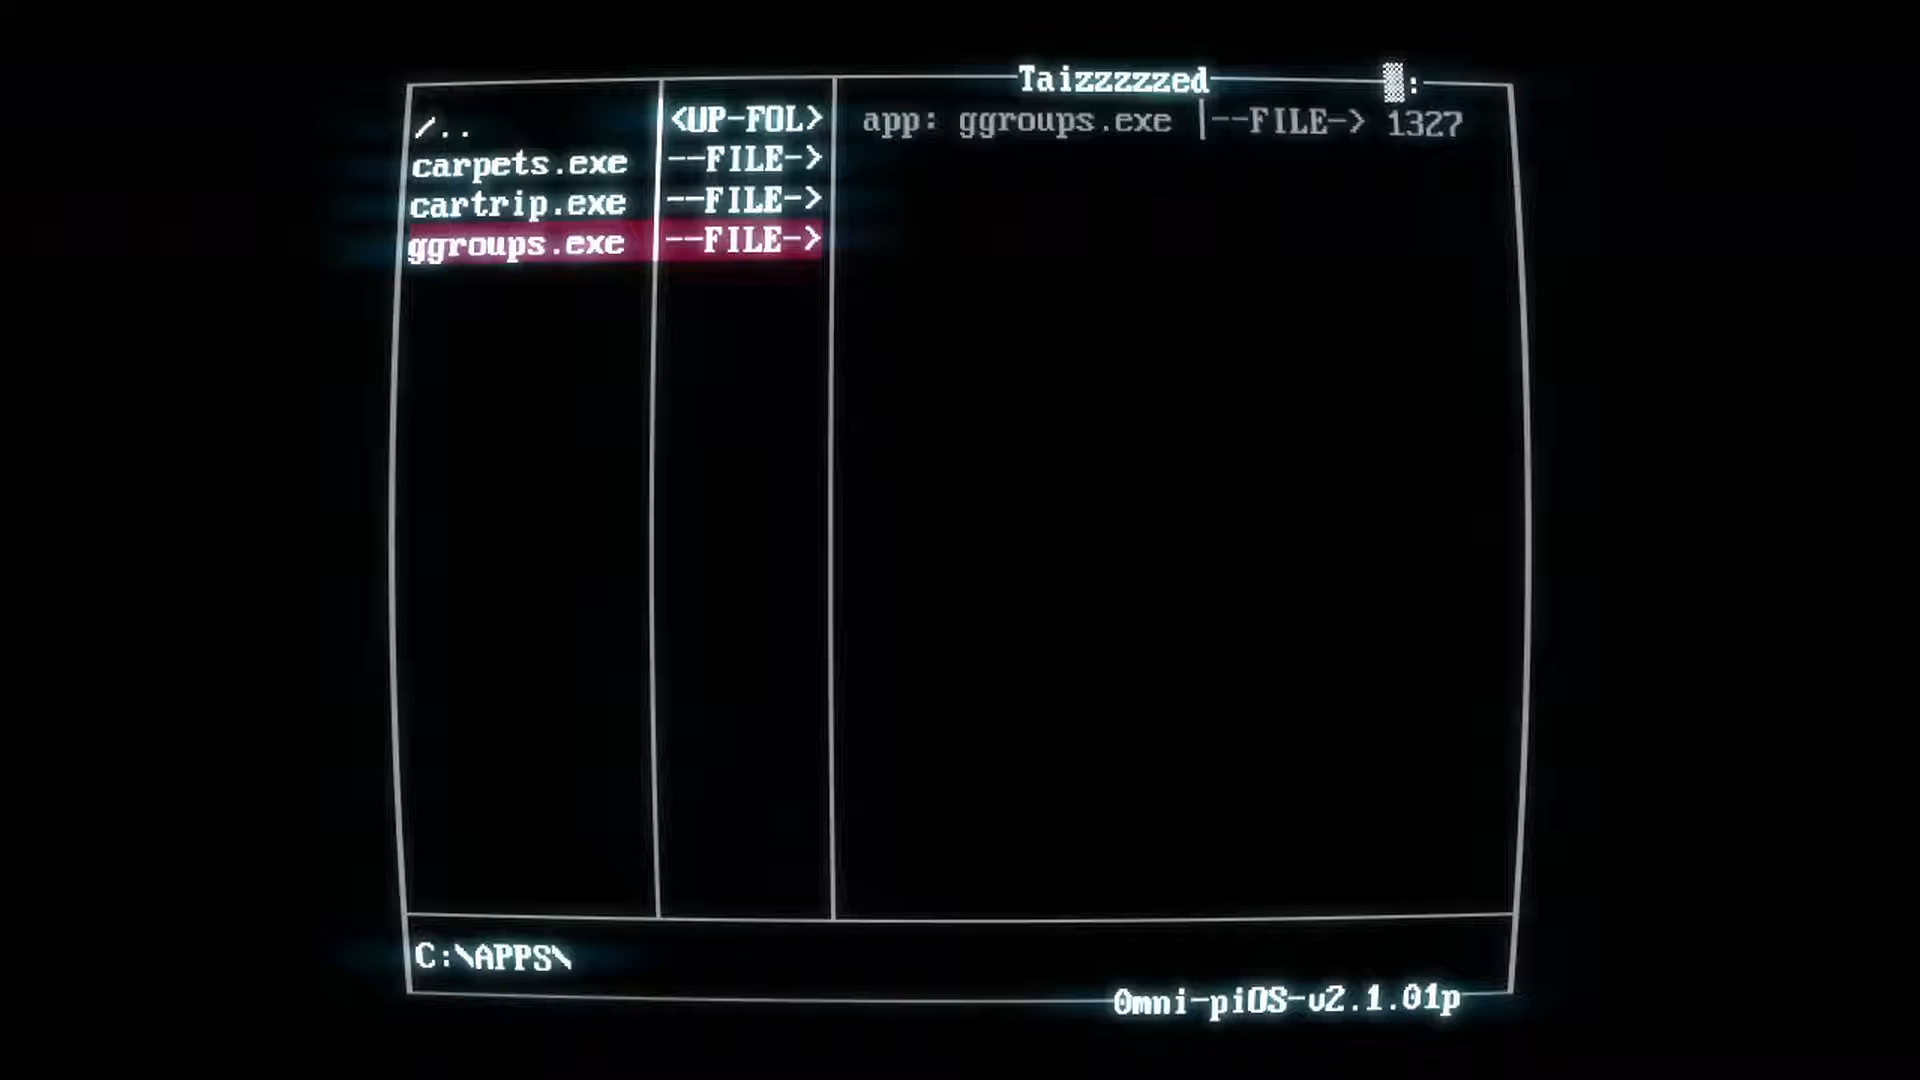 Taizzzzzed :
/.. <UP-FOL> app: ggroups.exe |--FILE-> 1327
carpets.exe --FILE->
cartrip.exe --FILE->
ggroups.exe --FILE->
C:\APPS\
0mni-piOS-v2.1.01p